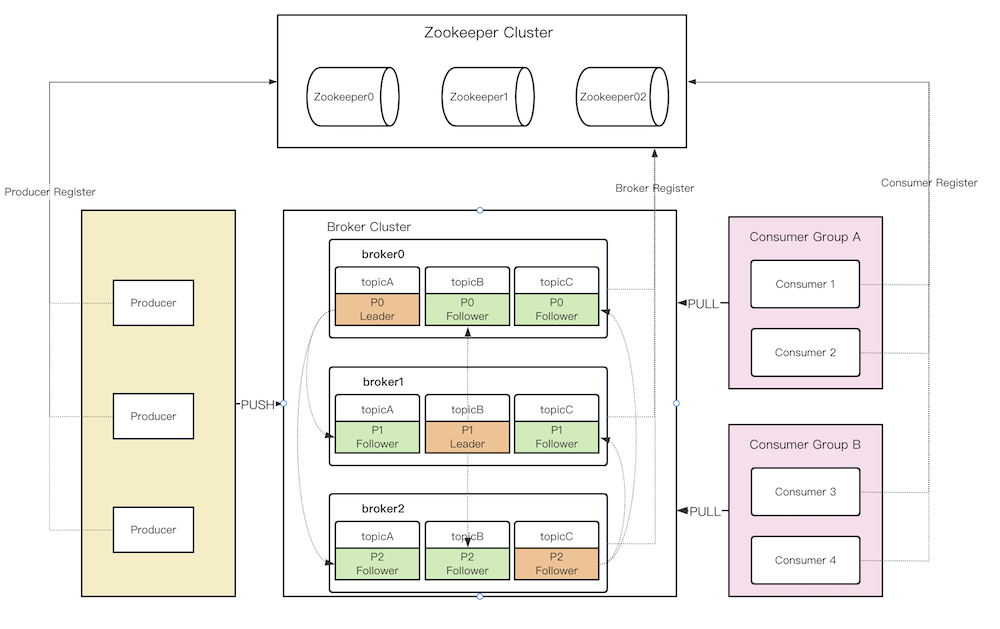 Zookeeper Cluster
Zookeeper0
Zookeeper1
Zookeeper02
Producer Register
Broker Register
Consumer Register
Producer
Producer
Producer
PUSH
Broker Cluster
broker0
topicA
topicB
topicC
P0
Leader
P0
Follower
P0
Follower
broker1
topicA
topicB
topicC
P1
Follower
P1
Leader
P1
Follower
broker2
topicA
topicB
topicC
P2
Follower
P2
Follower
P2
Follower
PULL
PULL
Consumer Group A
Consumer 1
Consumer 2
Consumer Group B
Consumer 3
Consumer 4